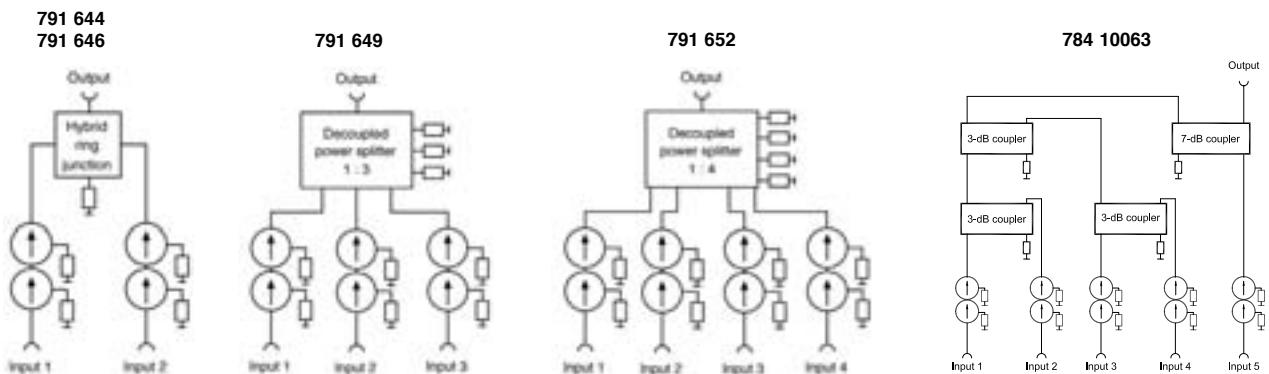 791 644
791 646
Output
Hybrid
ring
junction
Input 1
Input 2
791 649
Output
Decoupled
power splitter
1 : 3
Input 1
Input 2
Input 3
791 652
Output
Decoupled
power splitter
1 : 4
Input 1
Input 2
Input 3
Input 4
784 10063
Output
3-dB coupler
7-dB coupler
3-dB coupler
3-dB coupler
Input 1
Input 2
Input 3
Input 4
Input 5